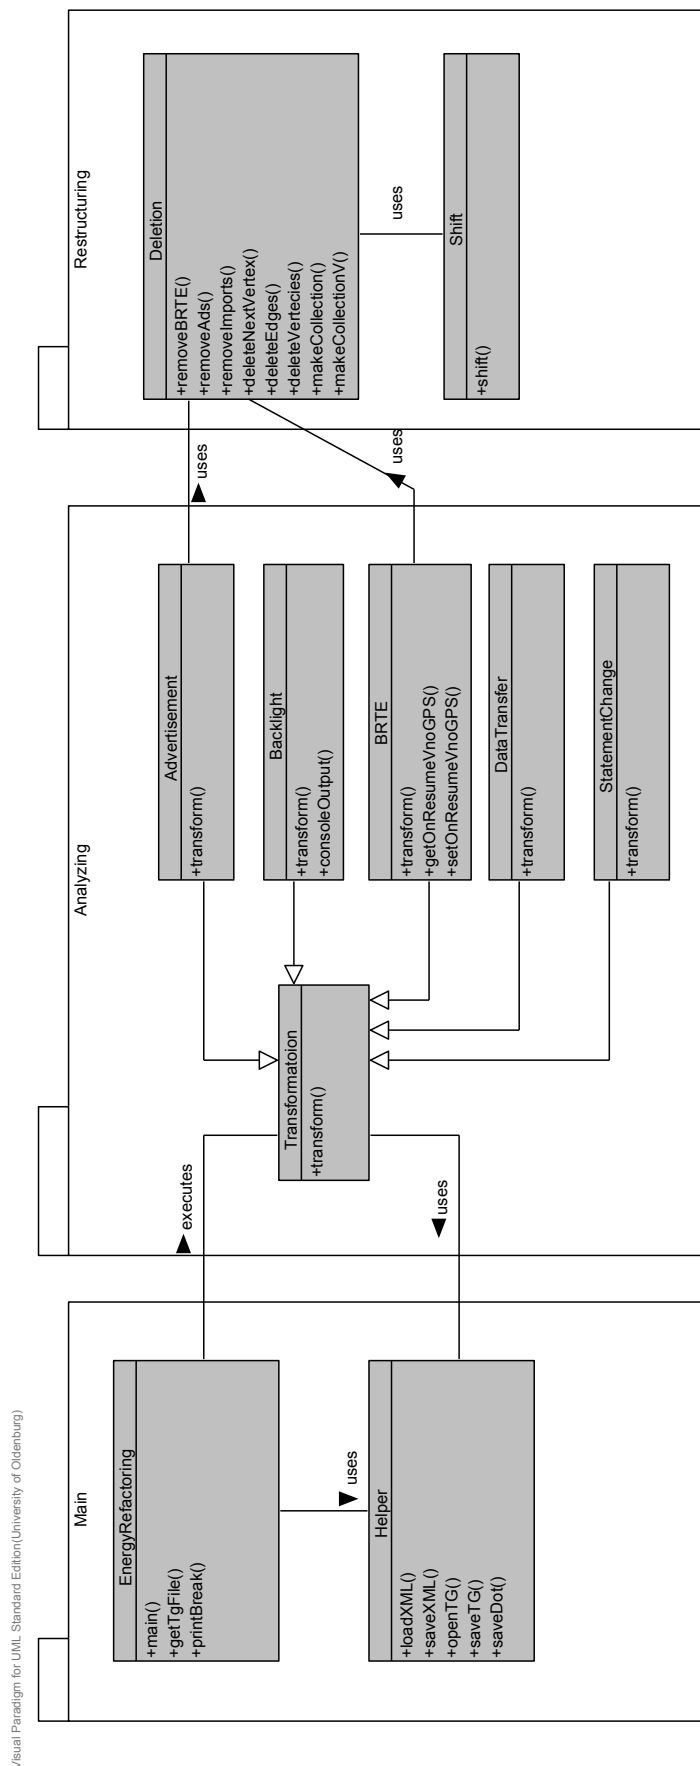 Visual Paradigm for UML Standard Edition(University of Oldenburg)
Main
EnergyRefactoring
+main()
+getTgFile()
+printBreak()
uses
Helper
+loadXML()
+saveXML()
+openTG()
+saveTG()
+saveDot()
executes
uses
Analyzing
Transformatoion
+transform()
Advertisement
+transform()
Backlight
+transform()
+consoleOutput()
BRTE
+transform()
+getOnResumeVnoGPS()
+setOnResumeVnoGPS()
DataTransfer
+transform()
StatementChange
+transform()
uses
uses
Restructuring
Deletion
+removeBRTE()
+removeAds()
+removeImports()
+deleteNextVertex()
+deleteEdges()
+deleteVertecies()
+makeCollection()
+makeCollectionV()
uses
Shift
+shift()